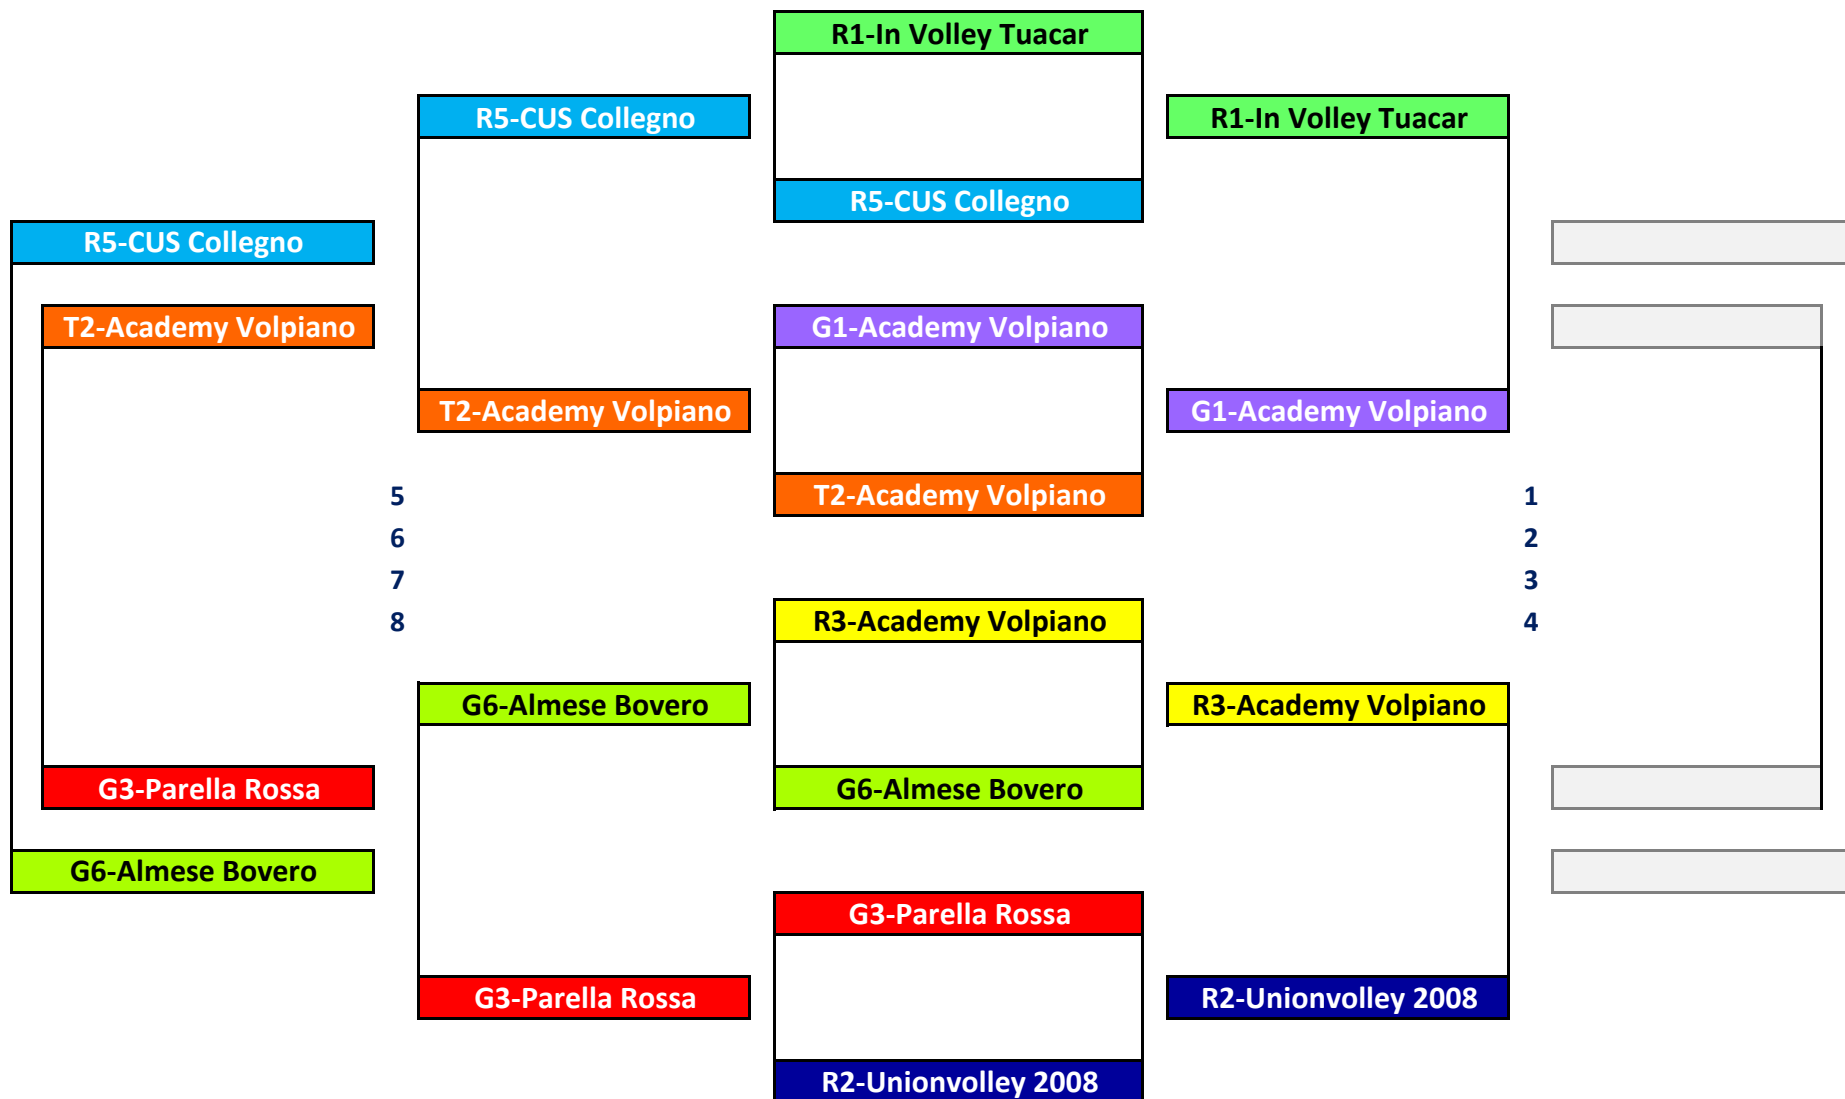 R1-In Volley Tuacar
R5-CUS Collegno
R1-In Volley Tuacar
R5-CUS Collegno
R5-CUS Collegno
T2-Academy Volpiano
G1-Academy Volpiano
T2-Academy Volpiano
G1-Academy Volpiano
5
T2-Academy Volpiano
1
6
2
7
3
8
R3-Academy Volpiano
4
G6-Almese Bovero
R3-Academy Volpiano
G3-Parella Rossa
G6-Almese Bovero
G6-Almese Bovero
G3-Parella Rossa
G3-Parella Rossa
R2-Unionvolley 2008
R2-Unionvolley 2008